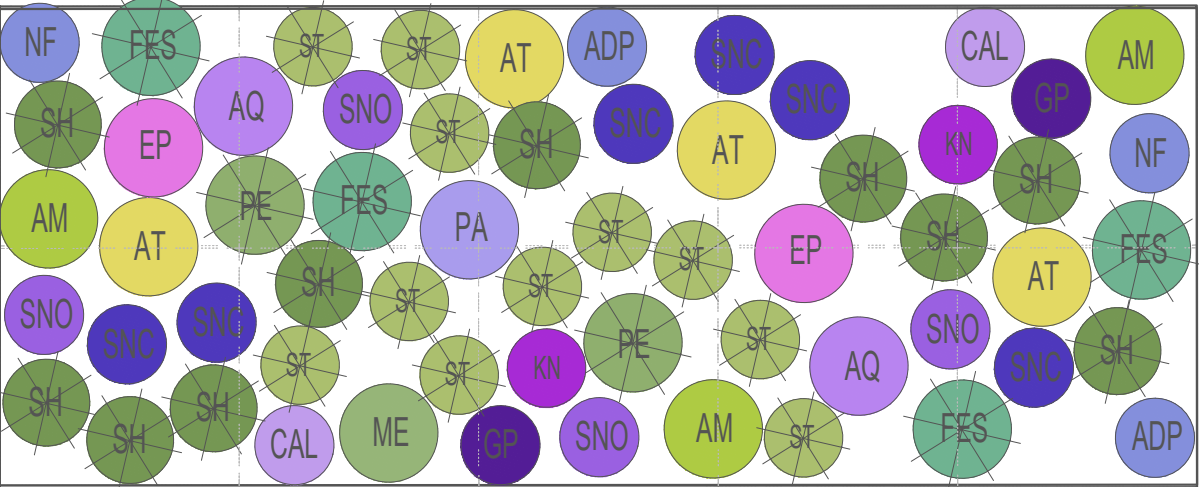 NF FES ST ST AT ADP SNC CAL AM
SH EP AQ SNO ST SH SNC AT SNC KN GP NF
AM AT PE FES PA ST ST EP SH SH SH FES
SNO SNC SNC SH ST ST PE ST AQ SNO AT SNC SH
SH SH SH ST ST KN
CAL ME GP SNO AM ST FES ADP